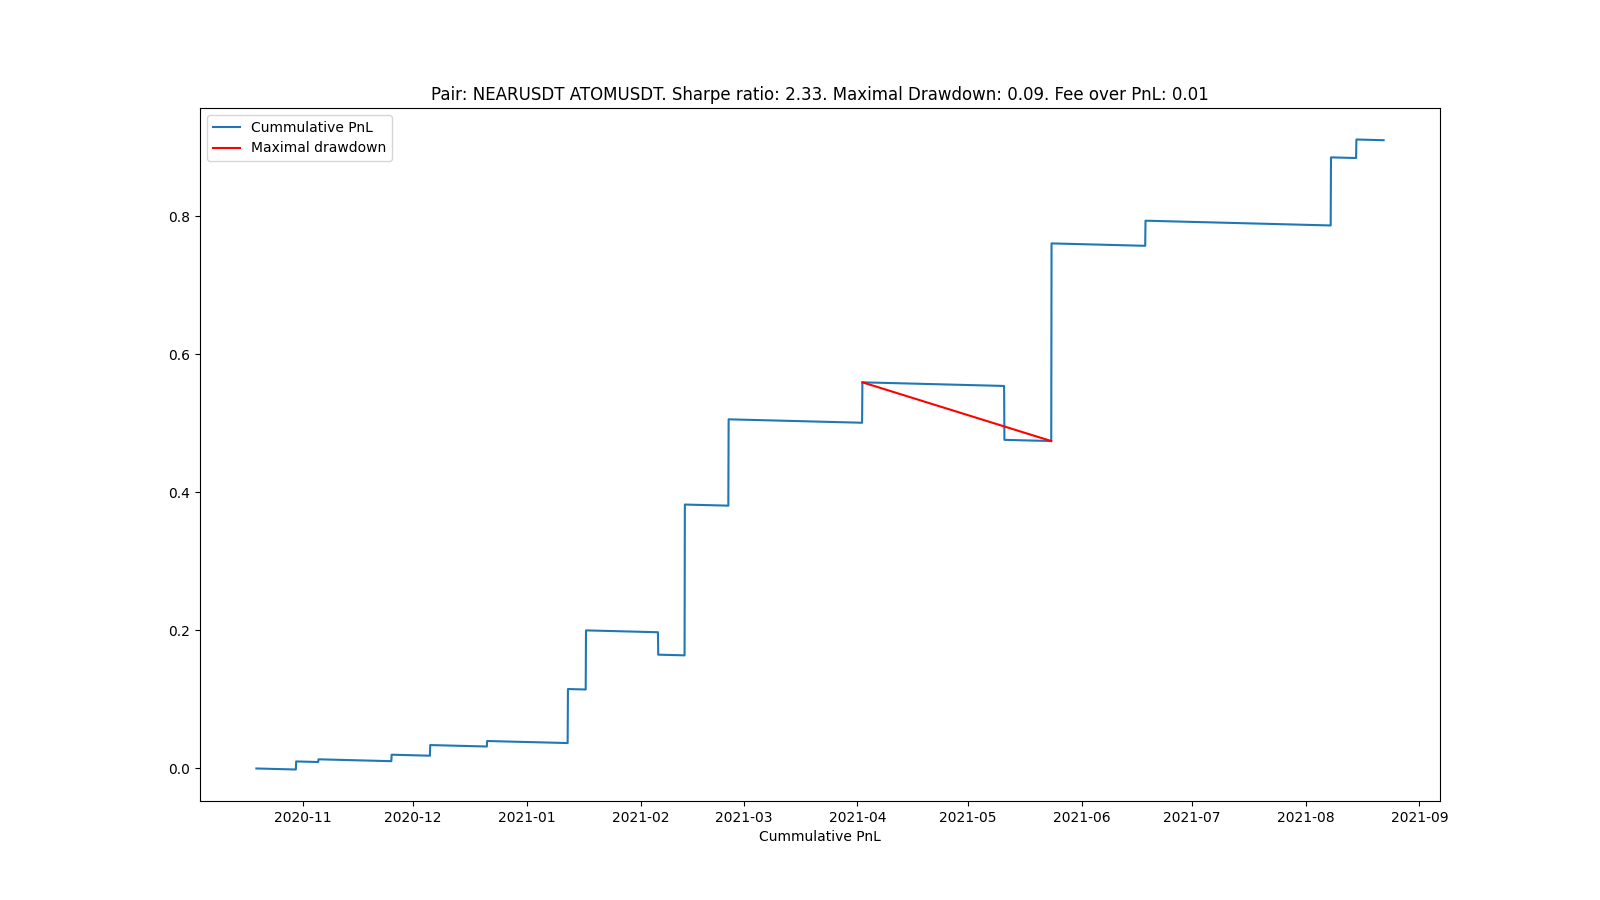 Pair: NEARUSDT ATOMUSDT. Sharpe ratio: 2.33. Maximal Drawdown: 0.09. Fee over PnL: 0.01
Cummulative PnL
Maximal drawdown
0.8
0.6
0.4
0.2
0.0
2020-11 2020-12 2021-01 2021-02 2021-03 2021-04 2021-05 2021-06 2021-07 2021-08 2021-09
Cummulative PnL